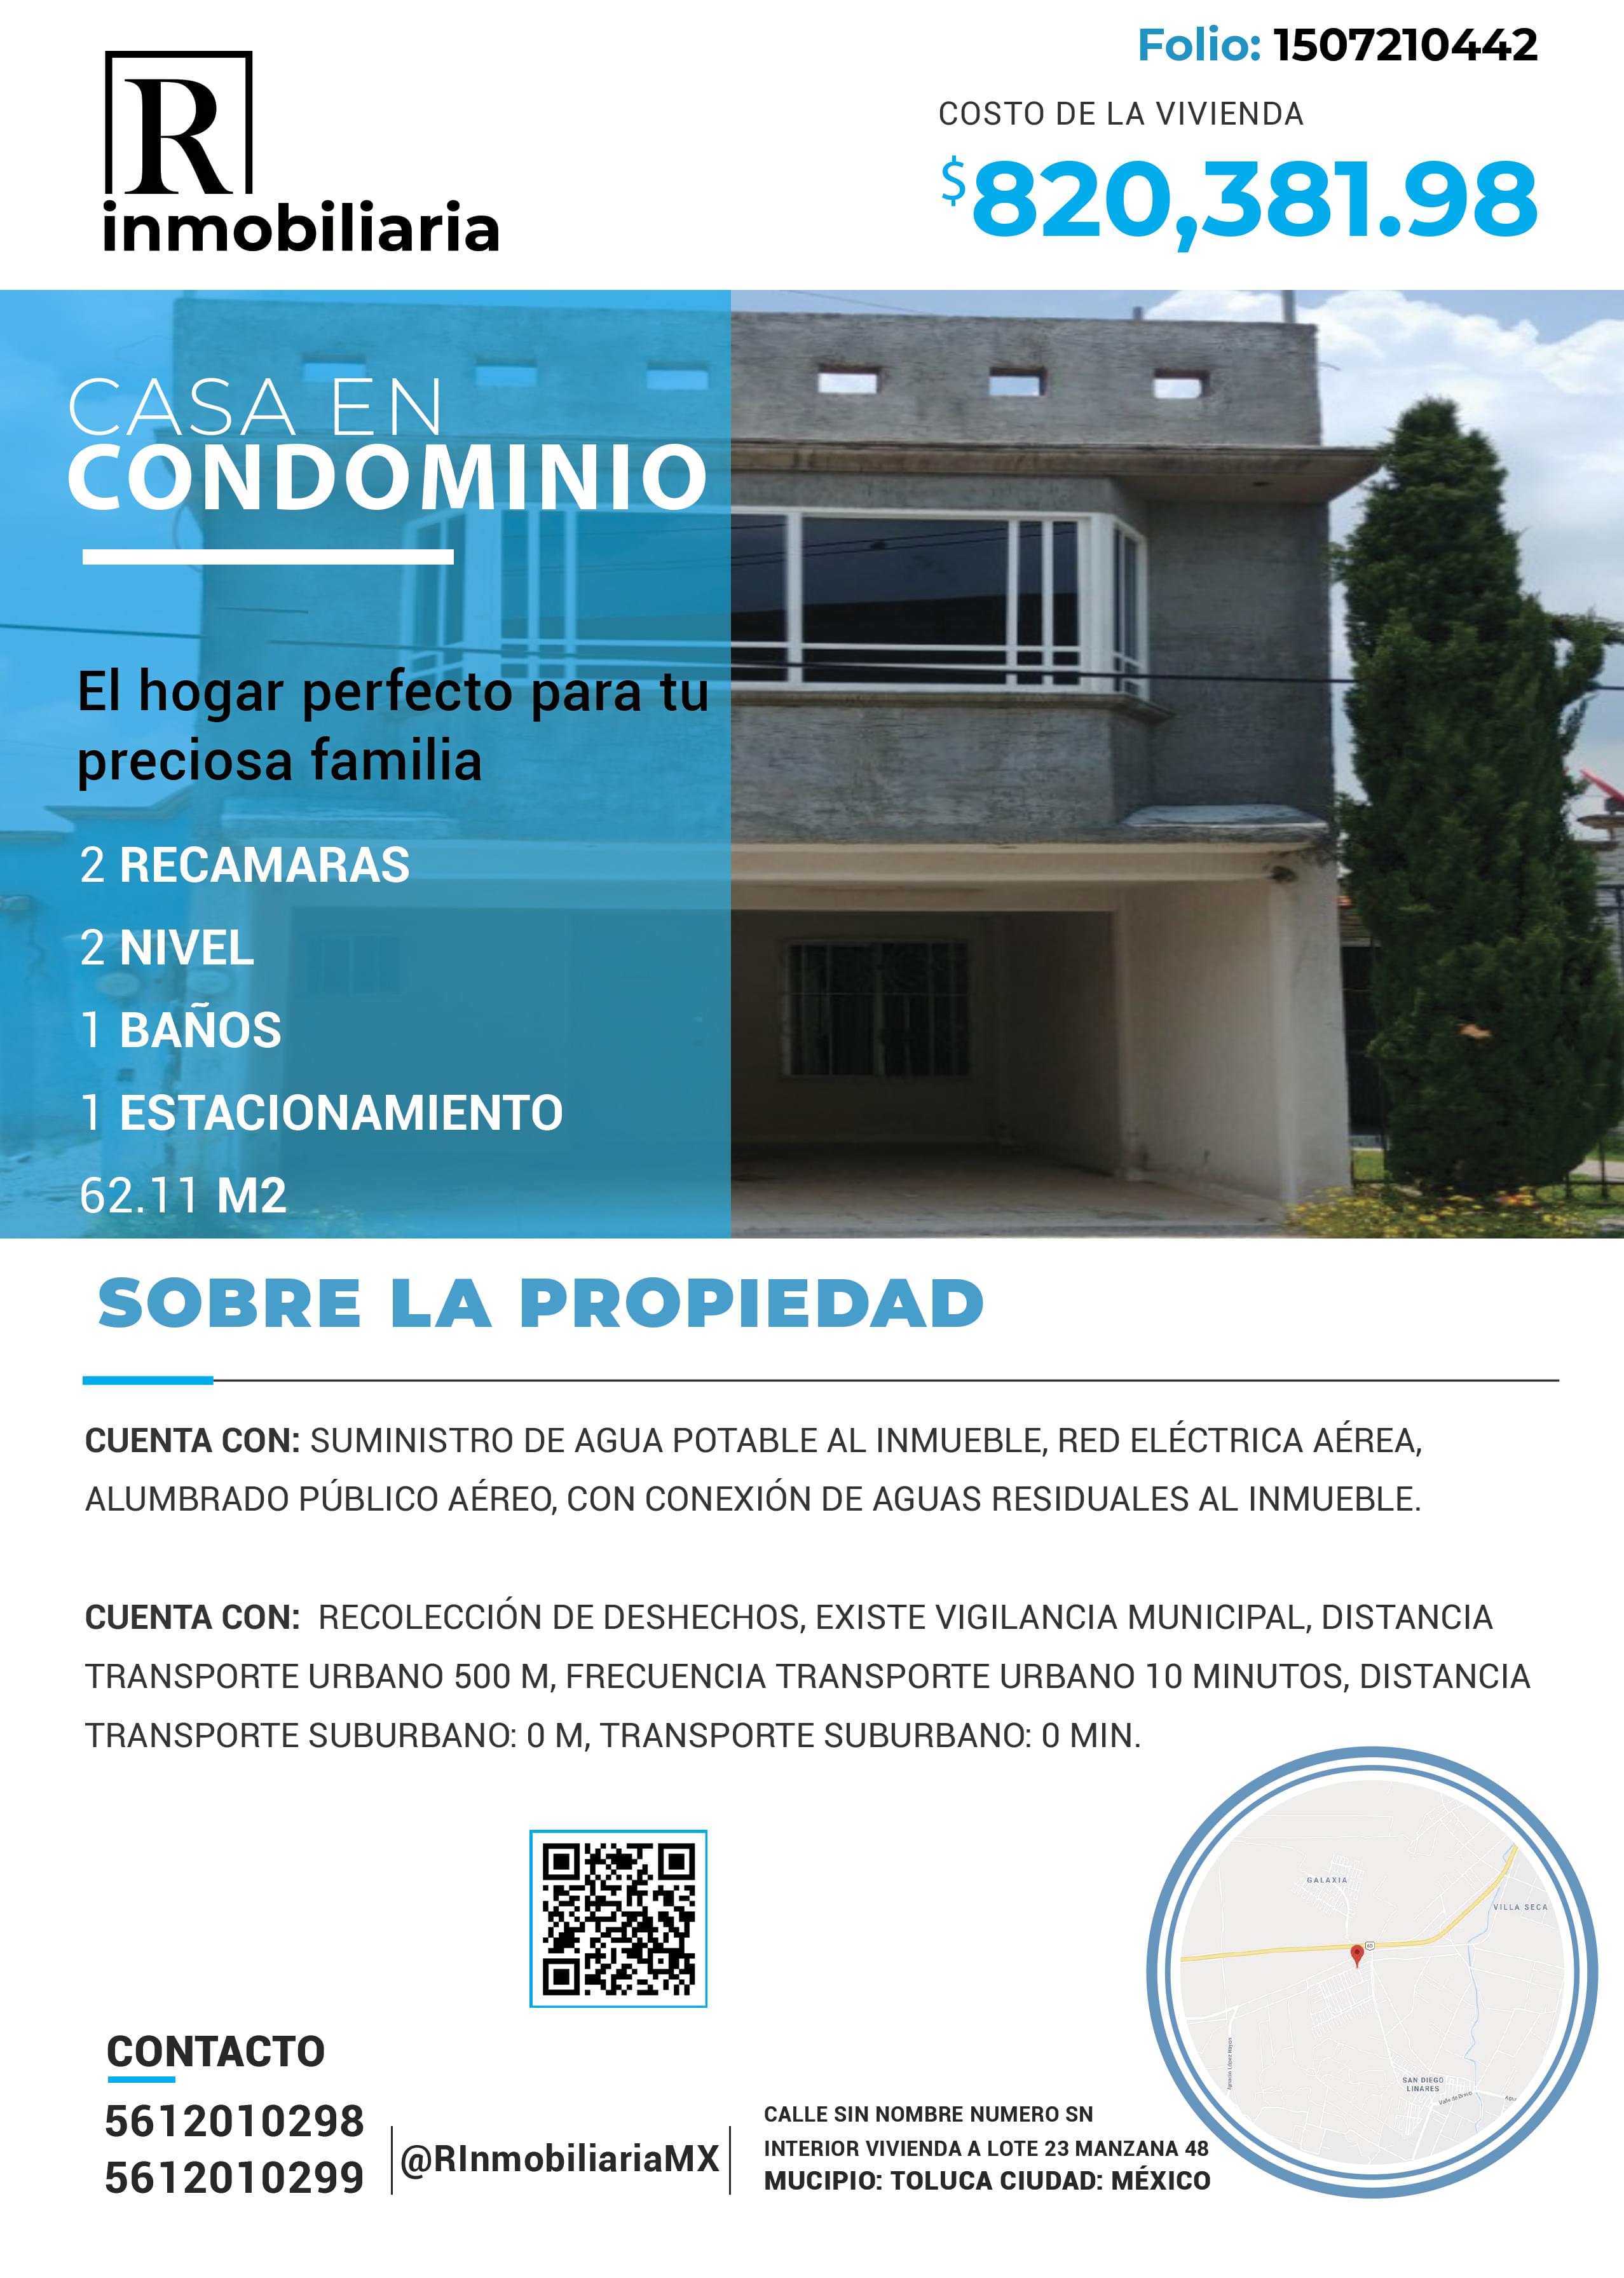 R
inmobiliaria
Folio: 1507210442
COSTO DE LA VIVIENDA
$820,381.98
CASA EN
CONDOMINIO
El hogar perfecto para tu
preciosa familia
2 RECAMARAS
2 NIVEL
1 BAÑOS
1 ESTACIONAMIENTO
62.11 M2
SOBRE LA PROPIEDAD
CUENTA CON: SUMINISTRO DE AGUA POTABLE AL INMUEBLE, RED ELÉCTRICA AÉREA,
ALUMBRADO PÚBLICO AÉREO, CON CONEXIÓN DE AGUAS RESIDUALES AL INMUEBLE.
CUENTA CON: RECOLECCIÓN DE DESHECHOS, EXISTE VIGILANCIA MUNICIPAL, DISTANCIA
TRANSPORTE URBANO 500 M, FRECUENCIA TRANSPORTE URBANO 10 MINUTOS, DISTANCIA
TRANSPORTE SUBURBANO: 0 M, TRANSPORTE SUBURBANO: 0 MIN.
GALAXIA
VILLA SECA
SAN DIEGO
LINARES
Valle de Bravo
CONTACTO
5612010298
5612010299
@RInmobiliariaMX
CALLE SIN NOMBRE NUMERO SN
INTERIOR VIVIENDA A LOTE 23 MANZANA 48
MUCIPIO: TOLUCA CIUDAD: MÉXICO